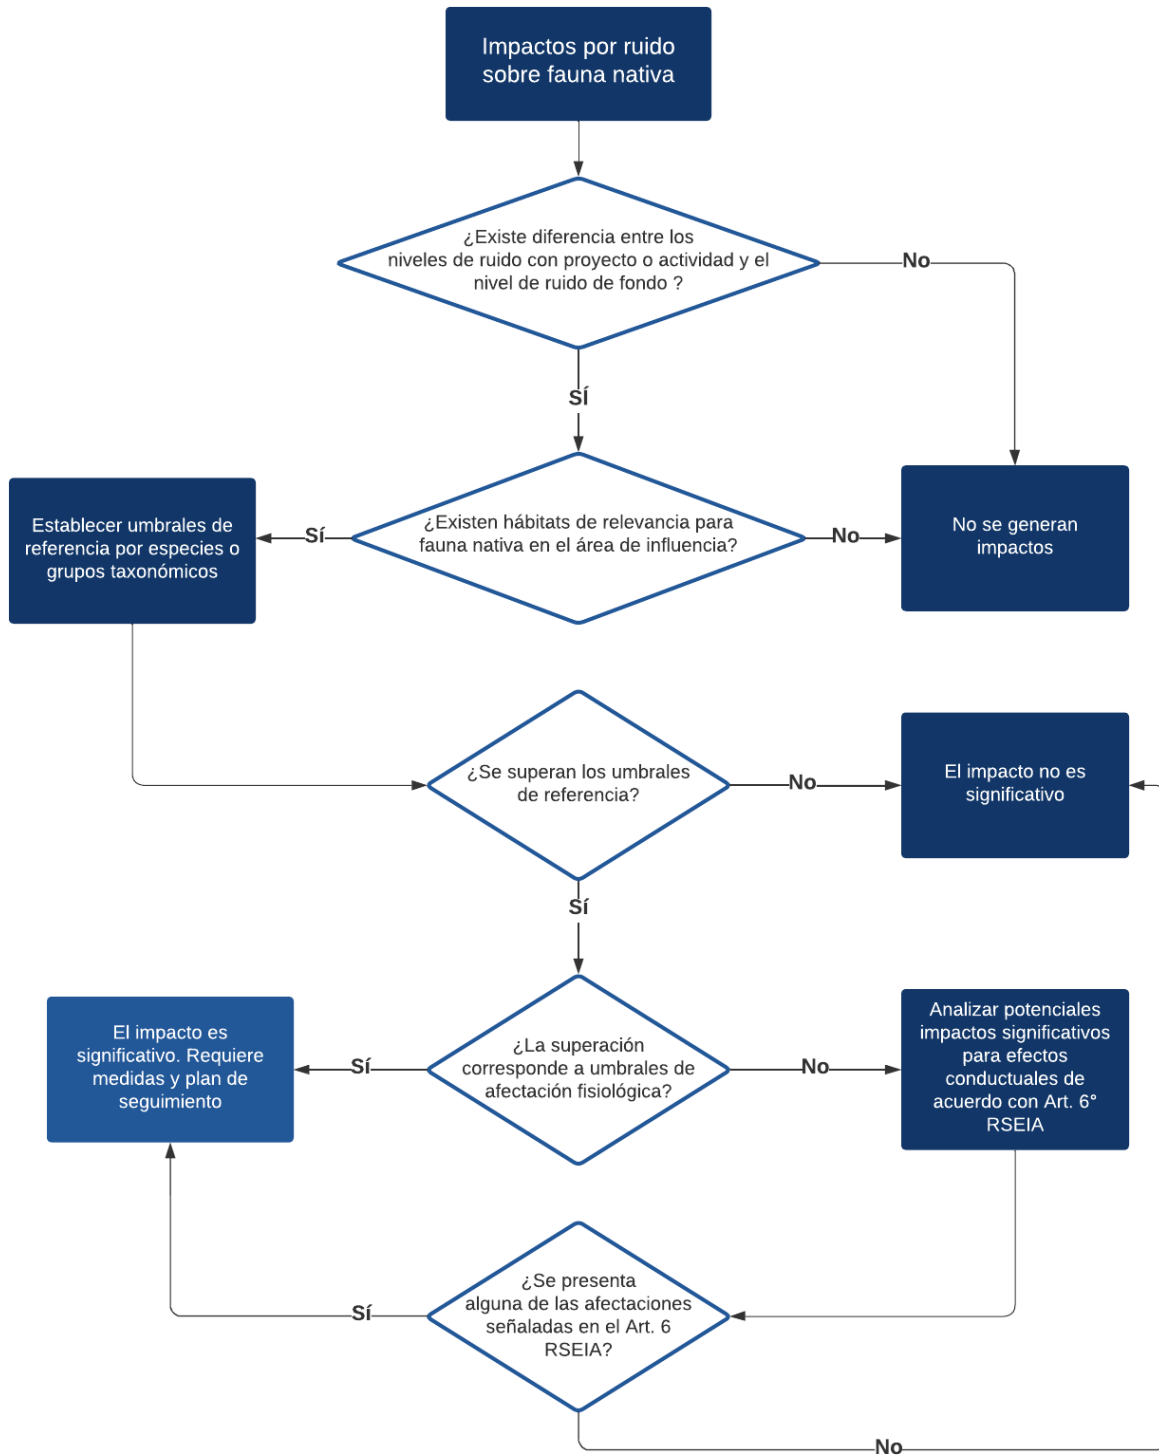 Impactos por ruido
sobre fauna nativa
¿Existe diferencia entre los
niveles de ruido con proyecto o actividad y el
nivel de ruido de fondo ?
No
SÍ
Establecer umbrales de
referencia por especies o
grupos taxonómicos
Sí
¿Existen hábitats de relevancia para
fauna nativa en el área de influencia?
No
No se generan
impactos
¿Se superan los umbrales
de referencia?
No
El impacto no es
significativo
Sí
El impacto es
significativo. Requiere
medidas y plan de
seguimiento
Sí
¿La superación
corresponde a umbrales de
afectación fisiológica?
No
Analizar potenciales
impactos significativos
para efectos
conductuales de
acuerdo con Art. 6°
RSEIA
Sí
¿Se presenta
alguna de las afectaciones
señaladas en el Art. 6
RSEIA?
No